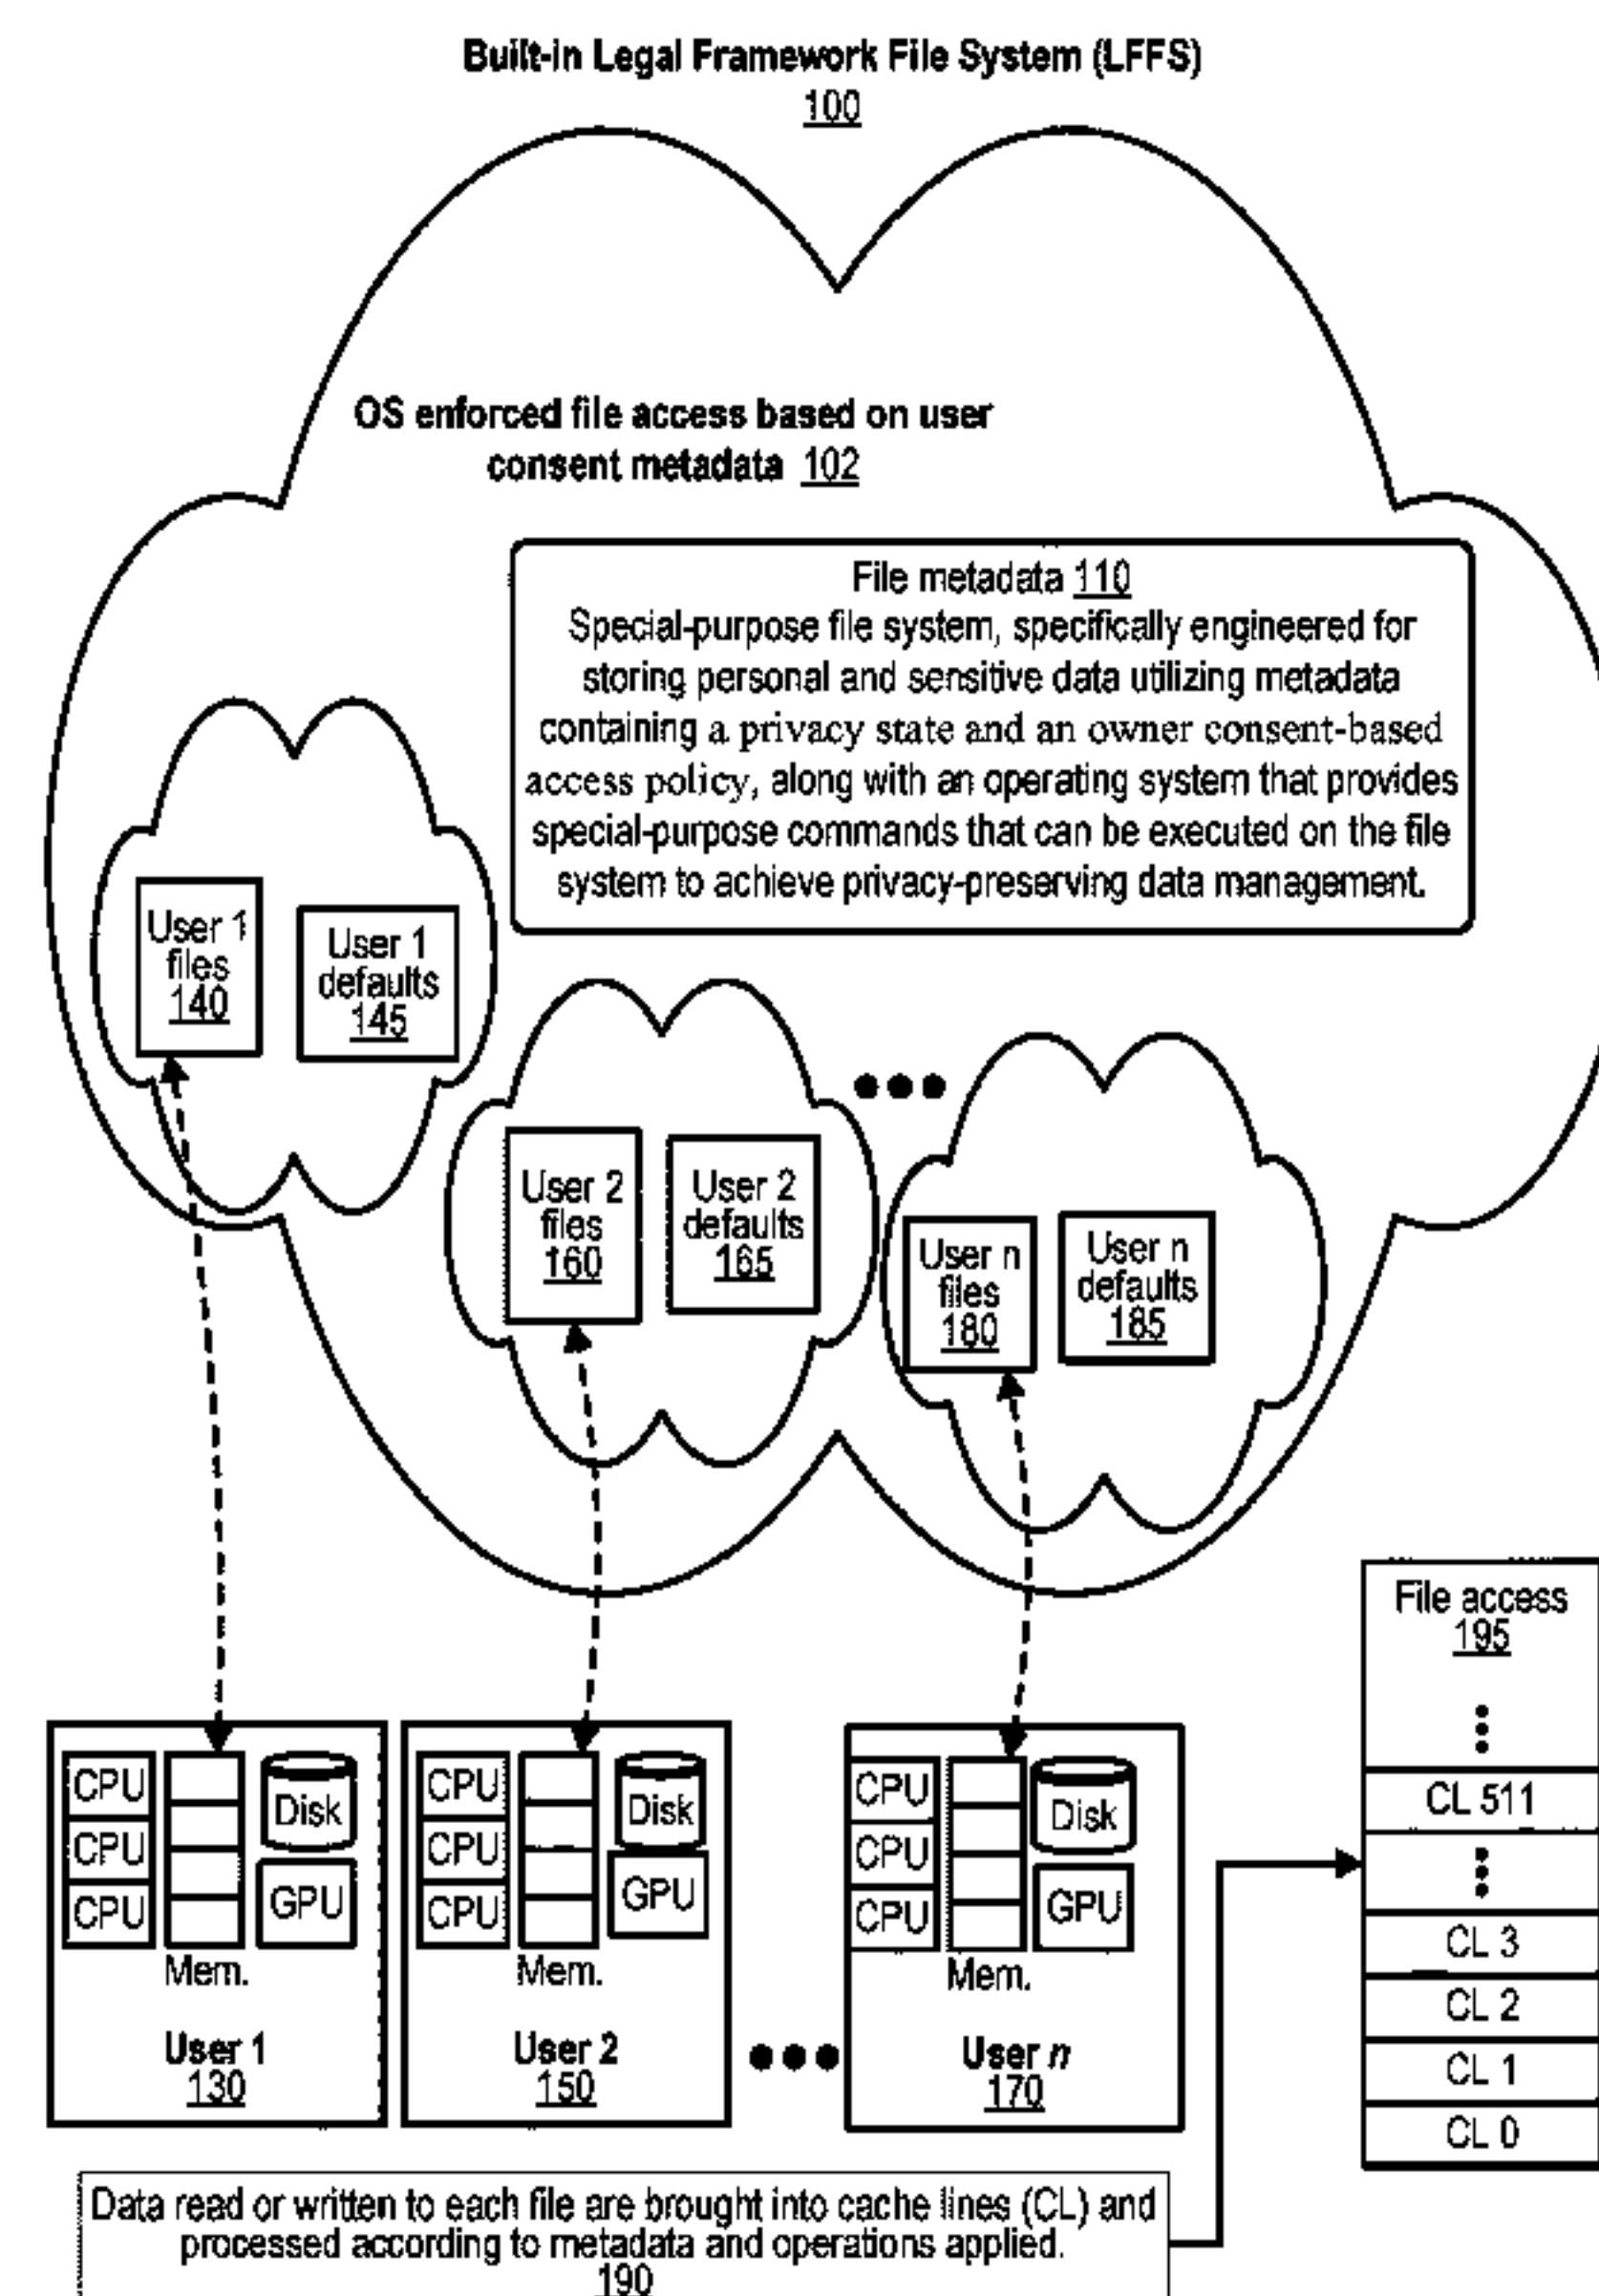 Built-in Legal Framework File System (LFFS)
100
OS enforced file access based on user
consent metadata 102
File metadata 110
Special-purpose file system, specifically engineered for
storing personal and sensitive data utilizing metadata
containing a privacy state and an owner consent-based
access policy, along with an operating system that provides
special-purpose commands that can be executed on the file
system to achieve privacy-preserving data management.
User 1
files
140
User 1
defaults
145
User 2
files
160
User 2
defaults
165
User n
files
180
User n
defaults
185
CPU
CPU
CPU
Mem.
Disk
GPU
User 1
130
CPU
CPU
CPU
Mem.
Disk
GPU
User 2
150
CPU
CPU
CPU
Mem.
Disk
GPU
User n
170
File access
195
CL 511
CL 3
CL 2
CL 1
CL 0
Data read or written to each file are brought into cache lines (CL) and
processed according to metadata and operations applied.
190